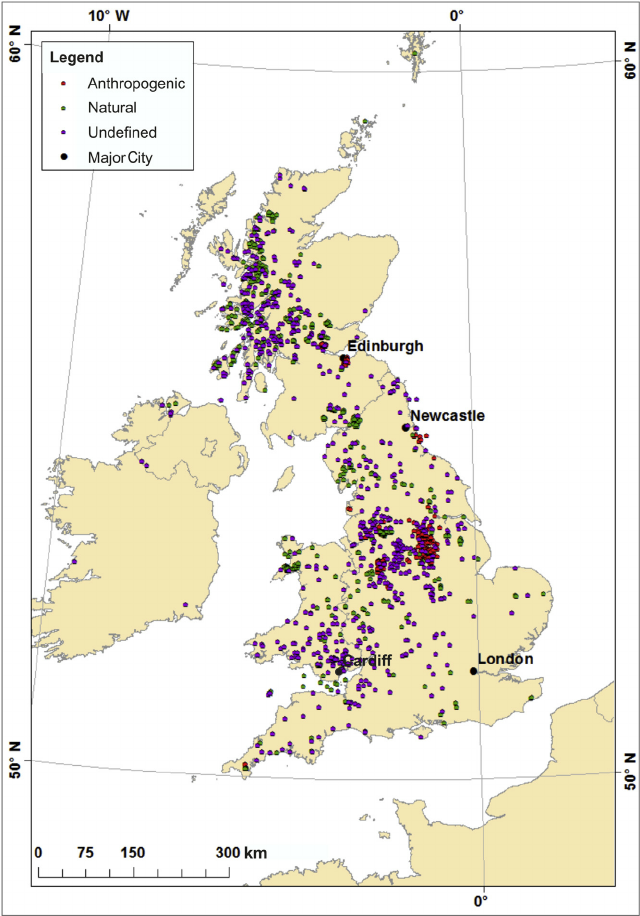 10° W 0°
60° N
60° N
Legend
Anthropogenic
Natural
Undefined
Major City
Edinburgh
Newcastle
Cardiff
London
50° N
50° N
0 75 150 300 km
0°